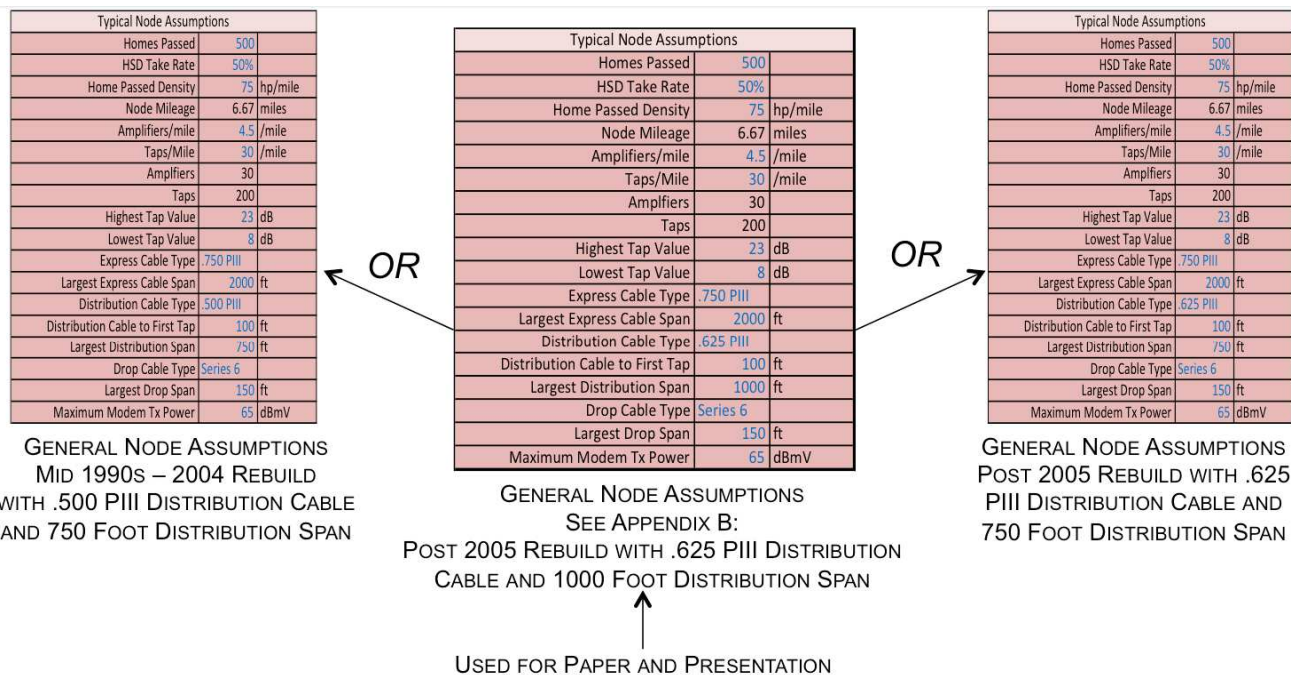 Typical Node Assumptions
Homes Passed 500
HSD Take Rate 50%
Home Passed Density 75 hp/mile
Node Mileage 6.67 miles
Amplifiers/mile 4.5 /mile
Taps/Mile 30 /mile
Amplfiers 30
Taps 200
Highest Tap Value 23 dB
Lowest Tap Value 8 dB
Express Cable Type .750 PIII
Largest Express Cable Span 2000 ft
Distribution Cable Type .500 PIII
Distribution Cable to First Tap 100 ft
Largest Distribution Span 750 ft
Drop Cable Type Series 6
Largest Drop Span 150 ft
Maximum Modem Tx Power 65 dBmV
GENERAL NODE ASSUMPTIONS
MID 1990S – 2004 REBUILD
WITH .500 PIII DISTRIBUTION CABLE
AND 750 FOOT DISTRIBUTION SPAN
OR
Typical Node Assumptions
Homes Passed 500
HSD Take Rate 50%
Home Passed Density 75 hp/mile
Node Mileage 6.67 miles
Amplifiers/mile 4.5 /mile
Taps/Mile 30 /mile
Amplfiers 30
Taps 200
Highest Tap Value 23 dB
Lowest Tap Value 8 dB
Express Cable Type .750 PIII
Largest Express Cable Span 2000 ft
Distribution Cable Type .625 PIII
Distribution Cable to First Tap 100 ft
Largest Distribution Span 1000 ft
Drop Cable Type Series 6
Largest Drop Span 150 ft
Maximum Modem Tx Power 65 dBmV
GENERAL NODE ASSUMPTIONS
SEE APPENDIX B:
POST 2005 REBUILD WITH .625 PIII DISTRIBUTION
CABLE AND 1000 FOOT DISTRIBUTION SPAN
USED FOR PAPER AND PRESENTATION
OR
Typical Node Assumptions
Homes Passed 500
HSD Take Rate 50%
Home Passed Density 75 hp/mile
Node Mileage 6.67 miles
Amplifiers/mile 4.5 /mile
Taps/Mile 30 /mile
Amplfiers 30
Taps 200
Highest Tap Value 23 dB
Lowest Tap Value 8 dB
Express Cable Type .750 PIII
Largest Express Cable Span 2000 ft
Distribution Cable Type .625 PIII
Distribution Cable to First Tap 100 ft
Largest Distribution Span 750 ft
Drop Cable Type Series 6
Largest Drop Span 150 ft
Maximum Modem Tx Power 65 dBmV
GENERAL NODE ASSUMPTIONS
POST 2005 REBUILD WITH .625
PIII DISTRIBUTION CABLE AND
750 FOOT DISTRIBUTION SPAN